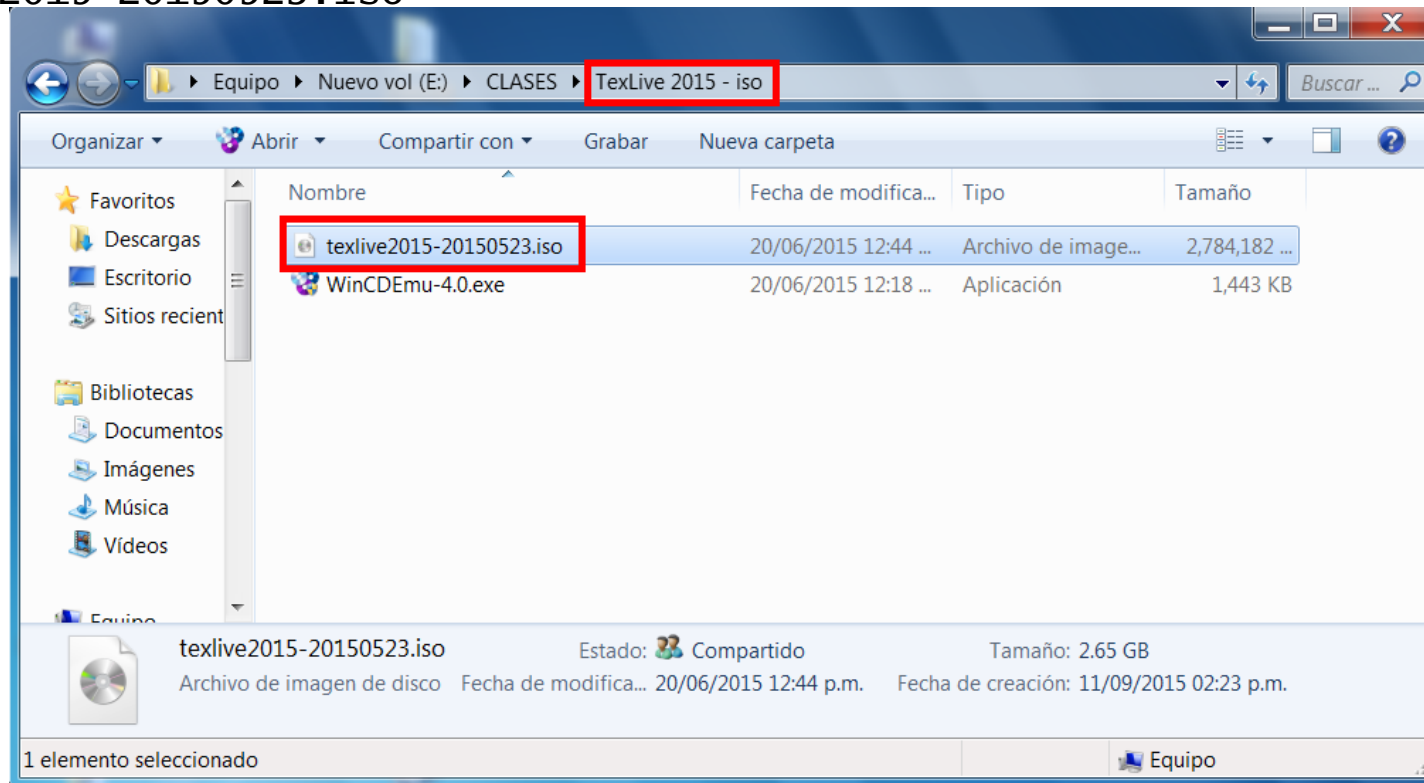 2015-20150523.iso
Equipo Nuevo vol (E:) CLASES TexLive 2015 - iso Buscar ...
Organizar Abrir Compartir con Grabar Nueva carpeta
Nombre Fecha de modifica... Tipo Tamaño
Favoritos
Descargas
Escritorio
Sitios recient
Bibliotecas
Documentos
Imágenes
Música
Vídeos
Equipo
texlive2015-20150523.iso 20/06/2015 12:44 ... Archivo de image... 2,784,182 ...
WinCDEmu-4.0.exe 20/06/2015 12:18 ... Aplicación 1,443 KB
texlive2015-20150523.iso Estado: Compartido Tamaño: 2.65 GB
Archivo de imagen de disco Fecha de modifica... 20/06/2015 12:44 p.m. Fecha de creación: 11/09/2015 02:23 p.m.
1 elemento seleccionado Equipo